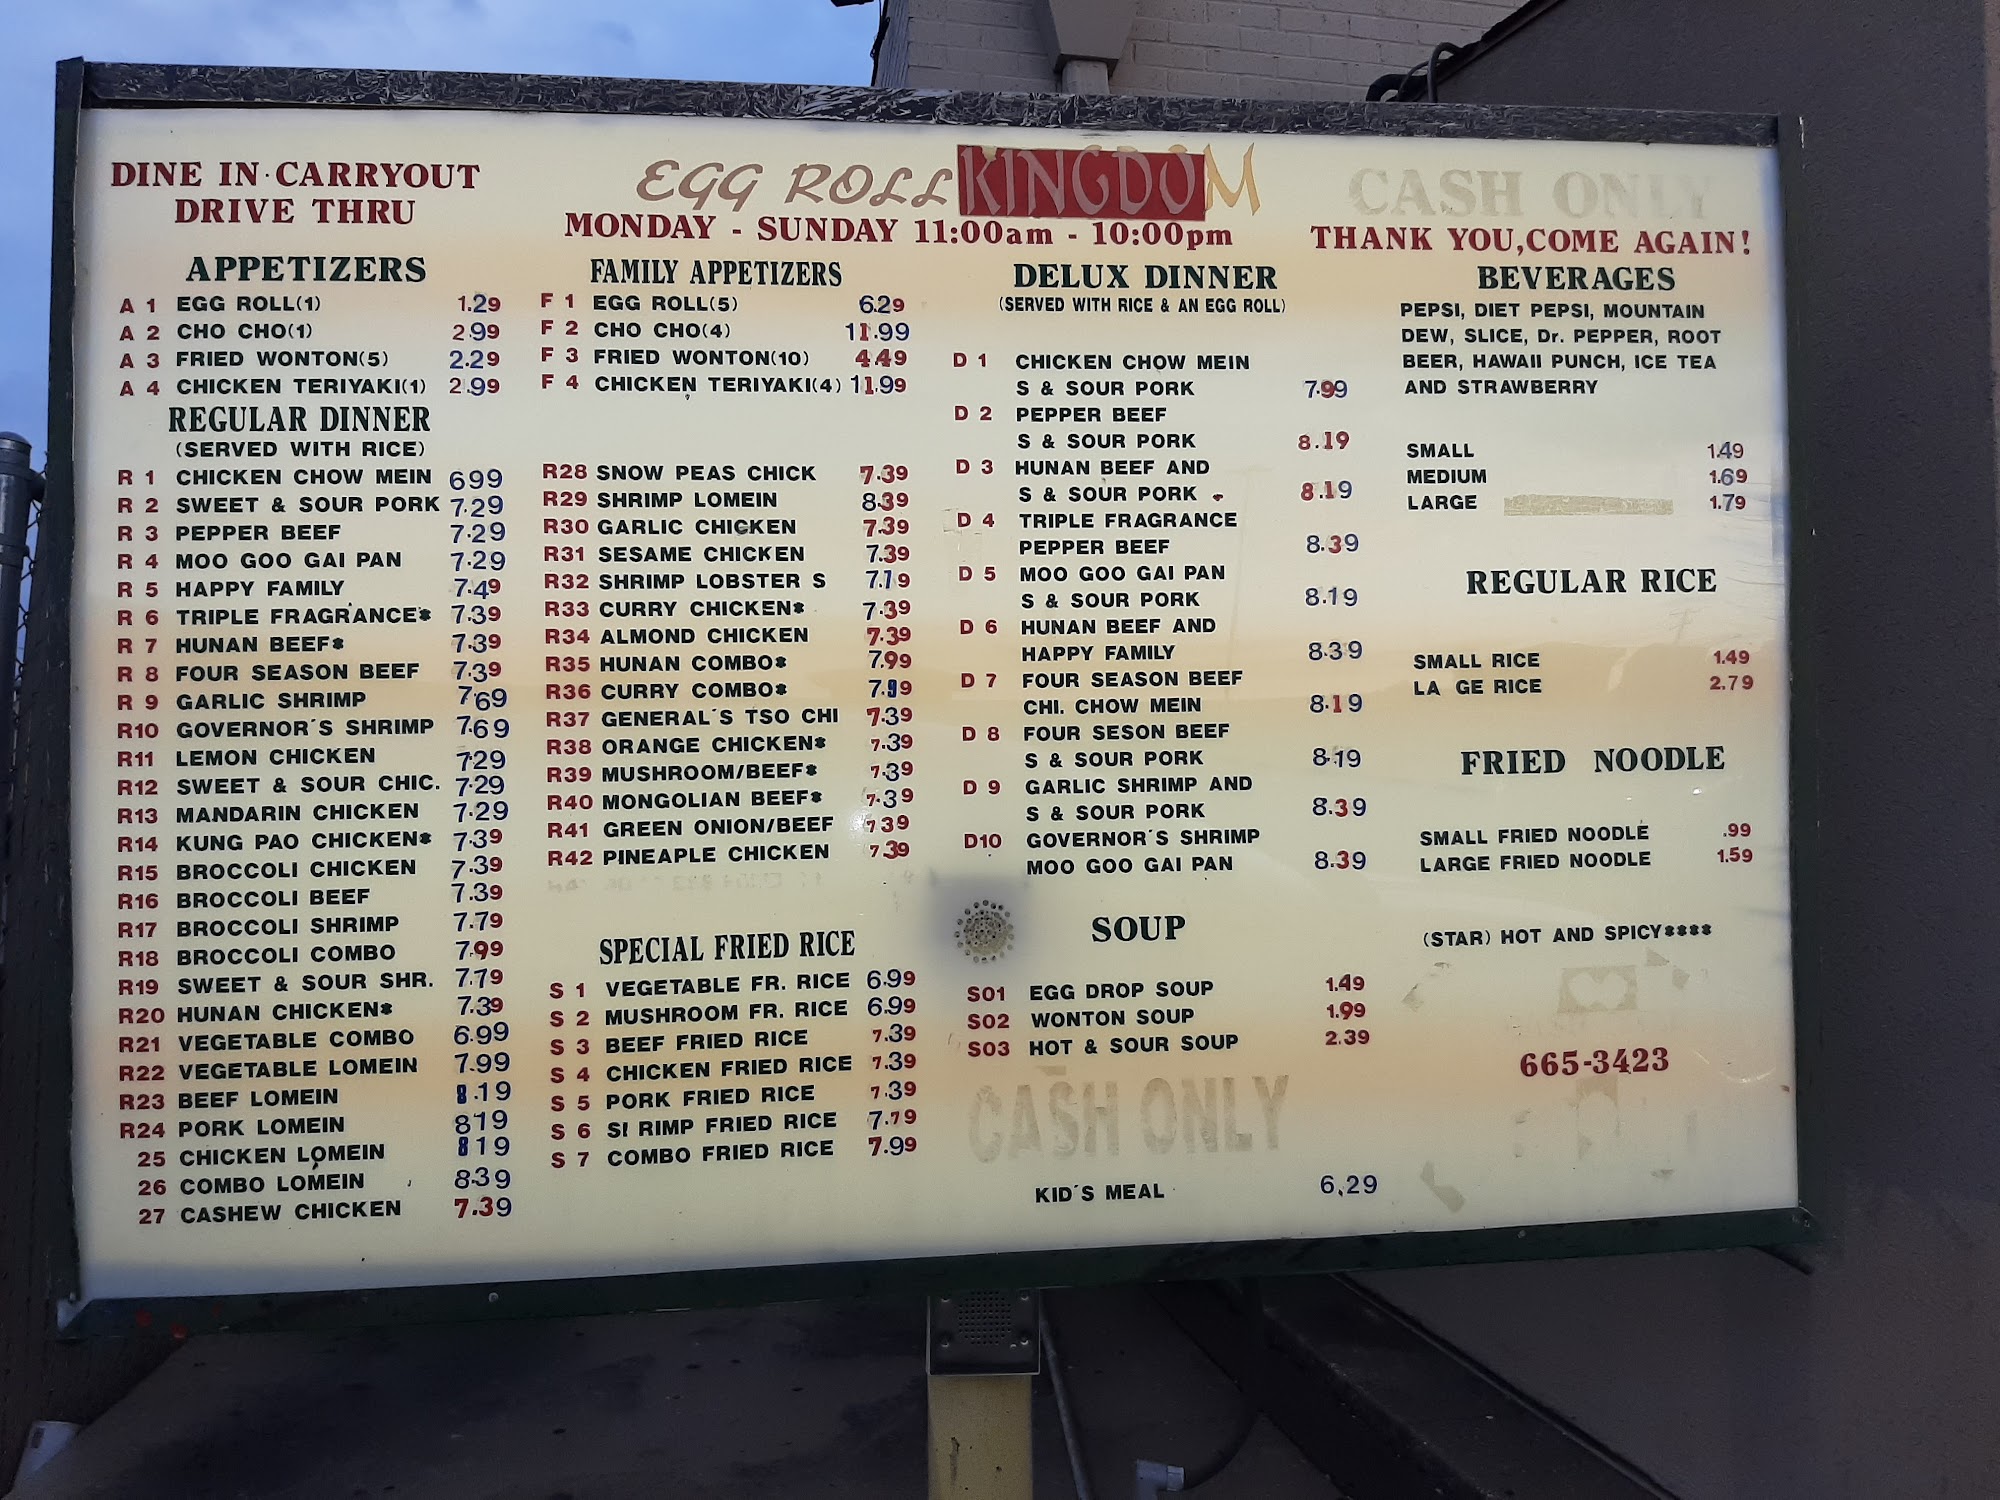 DINE IN·CARRYOUT
DRIVE THRU
EGG ROLL KINGDOM
MONDAY - SUNDAY 11:00am - 10:00pm
CASH ONLY
THANK YOU,COME AGAIN!
APPETIZERS
A 1 EGG ROLL(1) 1.29
A 2 CHO CHO(1) 2.99
A 3 FRIED WONTON(5) 2.29
A 4 CHICKEN TERIYAKI(1) 2.99
REGULAR DINNER
(SERVED WITH RICE)
R 1 CHICKEN CHOW MEIN 699
R 2 SWEET & SOUR PORK 7.29
R 3 PEPPER BEEF 7.29
R 4 MOO GOO GAI PAN 7.29
R 5 HAPPY FAMILY 7.49
R 6 TRIPLE FRAGRANCE* 7.39
R 7 HUNAN BEEF* 7.39
R 8 FOUR SEASON BEEF 7.39
R 9 GARLIC SHRIMP 7.69
R10 GOVERNOR'S SHRIMP 7.69
R11 LEMON CHICKEN 7.29
R12 SWEET & SOUR CHIC. 7.29
R13 MANDARIN CHICKEN 7.29
R14 KUNG PAO CHICKEN* 7.39
R15 BROCCOLI CHICKEN 7.39
R16 BROCCOLI BEEF 7.39
R17 BROCCOLI SHRIMP 7.79
R18 BROCCOLI COMBO 7.99
R19 SWEET & SOUR SHR. 7.79
R20 HUNAN CHICKEN* 7.39
R21 VEGETABLE COMBO 6.99
R22 VEGETABLE LOMEIN 7.99
R23 BEEF LOMEIN 8.19
R24 PORK LOMEIN 819
25 CHICKEN LOMEIN 819
26 COMBO LOMEIN 8.39
27 CASHEW CHICKEN 7.39
FAMILY APPETIZERS
F 1 EGG ROLL(5) 6.29
F 2 CHO CHO(4) 11.99
F 3 FRIED WONTON(10) 4.49
F 4 CHICKEN TERIYAKI(4) 11.99
R28 SNOW PEAS CHICK 7.39
R29 SHRIMP LOMEIN 8.39
R30 GARLIC CHICKEN 7.39
R31 SESAME CHICKEN 7.39
R32 SHRIMP LOBSTER S 7.79
R33 CURRY CHICKEN* 7.39
R34 ALMOND CHICKEN 7.39
R35 HUNAN COMBO* 7.99
R36 CURRY COMBO* 7.99
R37 GENERAL'S TSO CHI 7.39
R38 ORANGE CHICKEN* 7.39
R39 MUSHROOM/BEEF* 7.39
R40 MONGOLIAN BEEF* 7.39
R41 GREEN ONION/BEEF 739
R42 PINEAPLE CHICKEN 7.39
SPECIAL FRIED RICE
S 1 VEGETABLE FR. RICE 6.99
S 2 MUSHROOM FR. RICE 6.99
S 3 BEEF FRIED RICE 7.39
S 4 CHICKEN FRIED RICE 7.39
S 5 PORK FRIED RICE 7.39
S 6 SHRIMP FRIED RICE 7.79
S 7 COMBO FRIED RICE 7.99
DELUX DINNER
(SERVED WITH RICE & AN EGG ROLL)
D 1 CHICKEN CHOW MEIN
S & SOUR PORK 7.99
D 2 PEPPER BEEF
S & SOUR PORK 8.19
D 3 HUNAN BEEF AND
S & SOUR PORK 8.19
D 4 TRIPLE FRAGRANCE
PEPPER BEEF 8.39
D 5 MOO GOO GAI PAN
S & SOUR PORK 8.19
D 6 HUNAN BEEF AND
HAPPY FAMILY 8.39
D 7 FOUR SEASON BEEF
CHI. CHOW MEIN 8.19
D 8 FOUR SESON BEEF
S & SOUR PORK 8.19
D 9 GARLIC SHRIMP AND
S & SOUR PORK 8.39
D10 GOVERNOR'S SHRIMP
MOO GOO GAI PAN 8.39
SOUP
S01 EGG DROP SOUP 1.49
S02 WONTON SOUP 1.99
S03 HOT & SOUR SOUP 2.39
CASH ONLY
KID'S MEAL 6.29
BEVERAGES
PEPSI, DIET PEPSI, MOUNTAIN
DEW, SLICE, Dr. PEPPER, ROOT
BEER, HAWAII PUNCH, ICE TEA
AND STRAWBERRY
SMALL 1.49
MEDIUM 1.69
LARGE 1.79
REGULAR RICE
SMALL RICE 1.49
LA GE RICE 2.79
FRIED NOODLE
SMALL FRIED NOODLE .99
LARGE FRIED NOODLE 1.59
(STAR) HOT AND SPICY****
665-3423